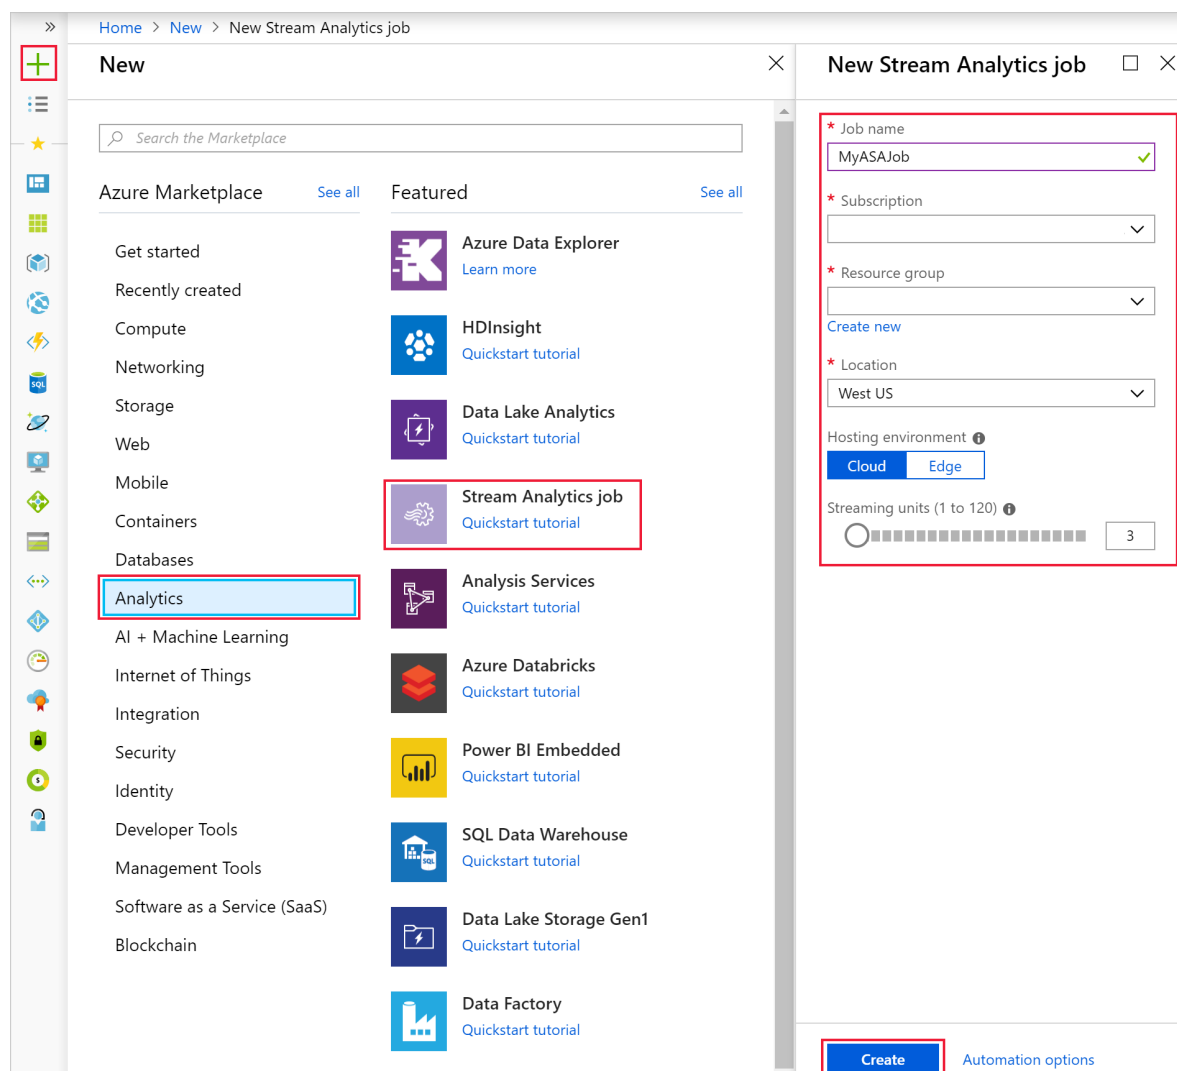 Home > New > New Stream Analytics job
New
Search the Marketplace
Azure Marketplace See all
Get started
Recently created
Compute
Networking
Storage
Web
Mobile
Containers
Databases
Analytics
AI + Machine Learning
Internet of Things
Integration
Security
Identity
Developer Tools
Management Tools
Software as a Service (SaaS)
Blockchain
Featured See all
Azure Data Explorer
Learn more
HDInsight
Quickstart tutorial
Data Lake Analytics
Quickstart tutorial
Stream Analytics job
Quickstart tutorial
Analysis Services
Quickstart tutorial
Azure Databricks
Quickstart tutorial
Power BI Embedded
Quickstart tutorial
SQL
SQL Data Warehouse
Quickstart tutorial
Data Lake Storage Gen1
Quickstart tutorial
Data Factory
Quickstart tutorial
SQL
New Stream Analytics job
* Job name
MyASAJob
* Subscription
* Resource group
Create new
* Location
West US
Hosting environment
Cloud Edge
Streaming units (1 to 120)
3
Create Automation options